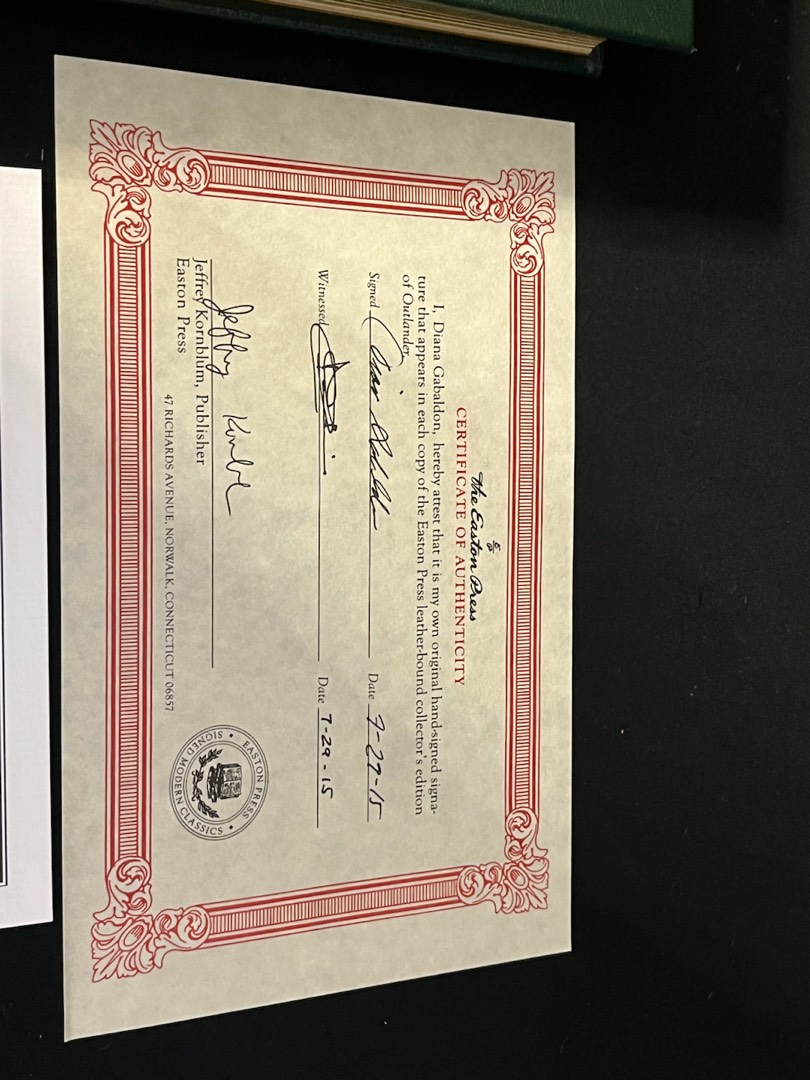 The Easton Press
CERTIFICATE OF AUTHENTICITY
I, Diana Gabaldon, hereby attest that it is my own original hand-signed signa-
ture that appears in each copy of the Easton Press leather-bound collector's edition
of Outlander.
Signed Date 7-29-15
Witnessed Date 7-29-15
Jeffrey Kornblum, Publisher
Easton Press
47 RICHARDS AVENUE, NORWALK, CONNECTICUT 06857
EASTON PRESS
SIGNED MODERN CLASSICS